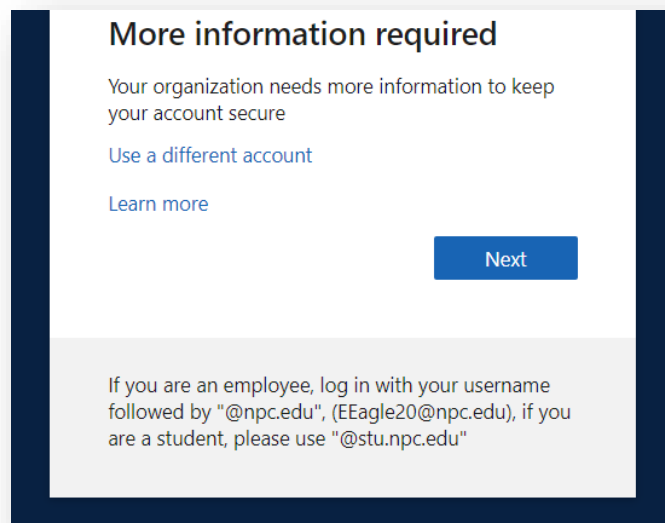 More information required
Your organization needs more information to keep
your account secure
Use a different account
Learn more
Next
If you are an employee, log in with your username
followed by "@npc.edu", (EEagle20@npc.edu), if you
are a student, please use "@stu.npc.edu"